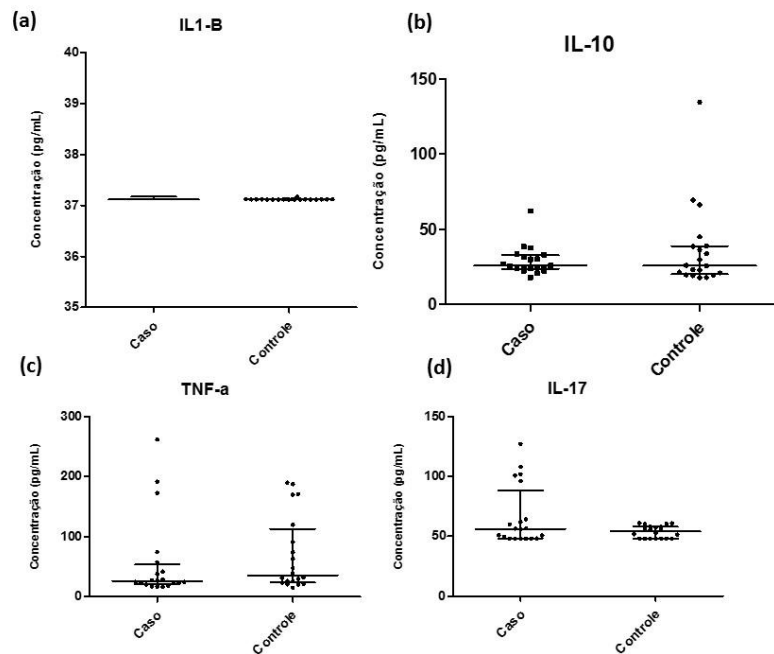 (a)
IL1-B
Concentração (pg/mL)
40
39
38
37
36
35
Caso
Controle
(b)
IL-10
Concentração (pg/mL)
150
100
50
0
Caso
Controle
(c)
TNF-a
Concentração (pg/mL)
300
200
100
0
Caso
Controle
(d)
IL-17
Concentração (pg/mL)
150
100
50
0
Caso
Controle